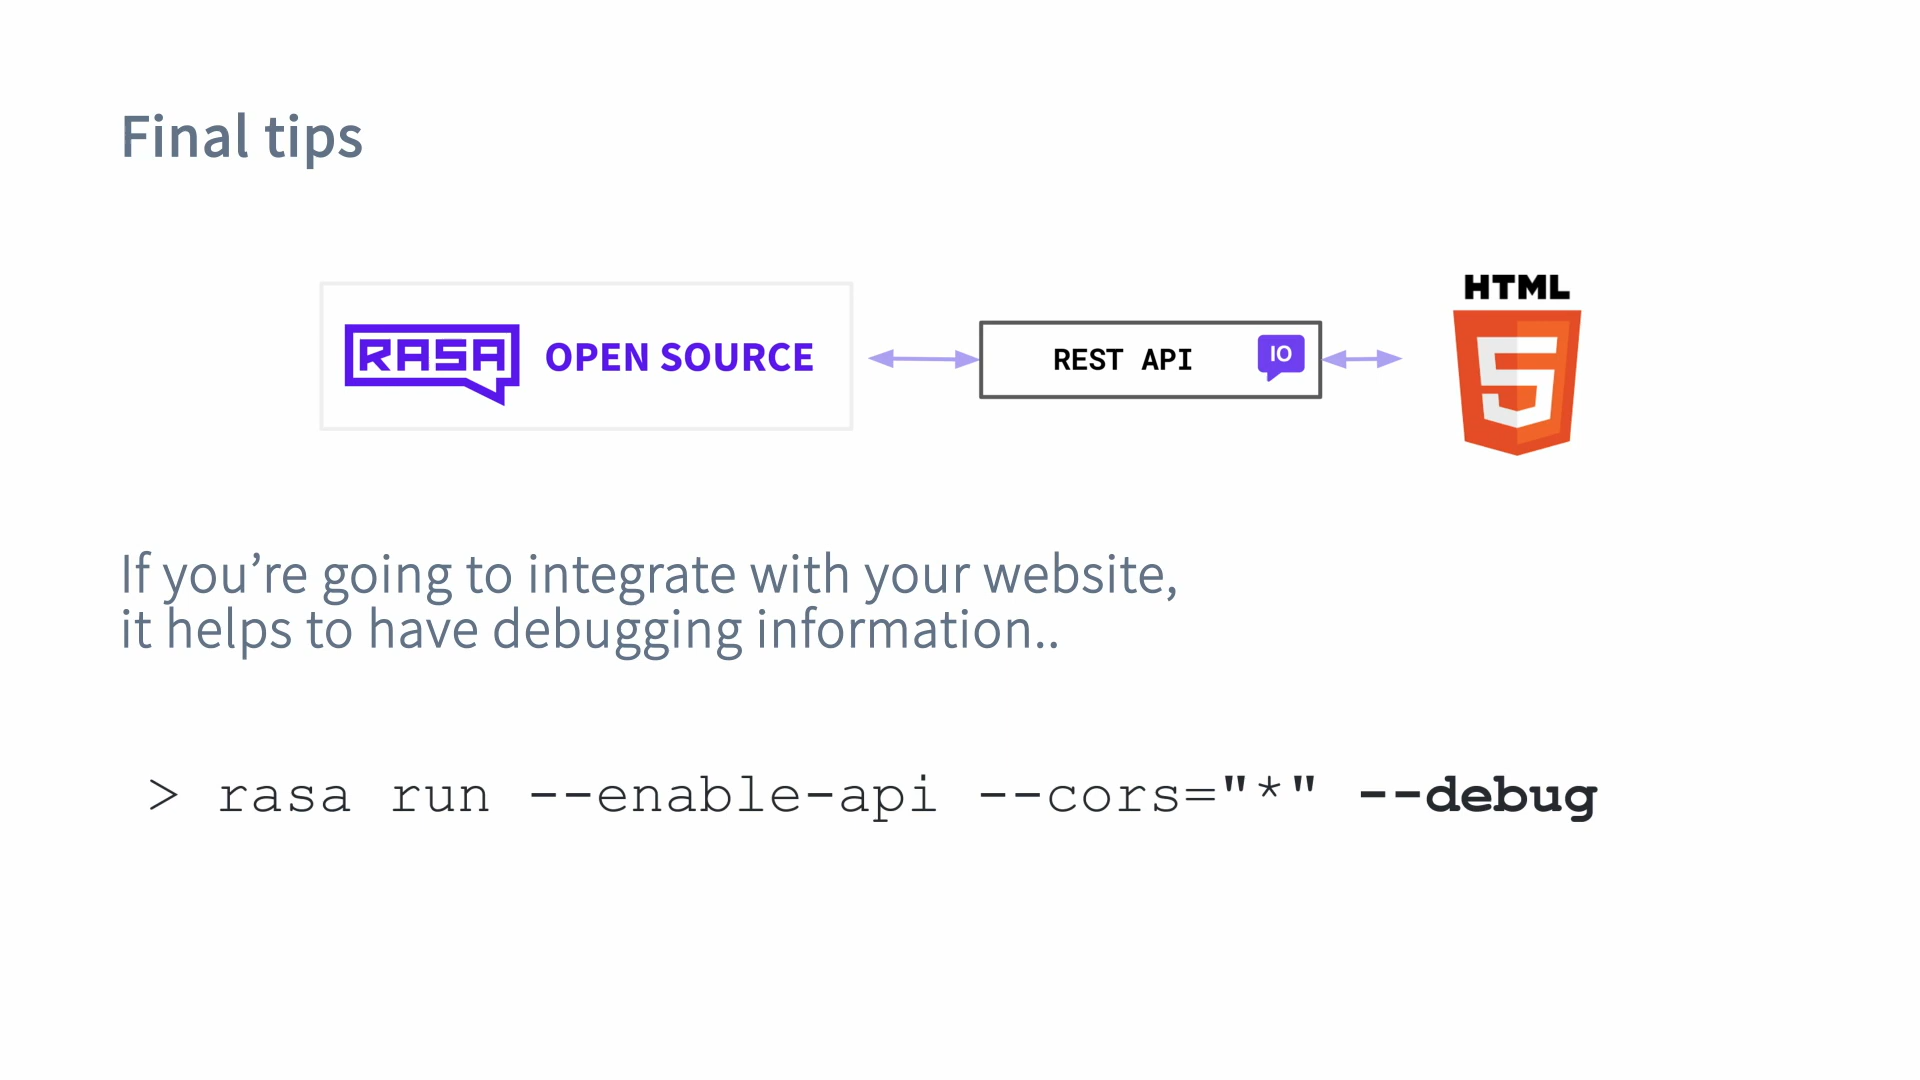 Final tips
RASA OPEN SOURCE
REST API
IO
HTML
5
If you’re going to integrate with your website,
it helps to have debugging information..
> rasa run --enable-api --cors="*" --debug